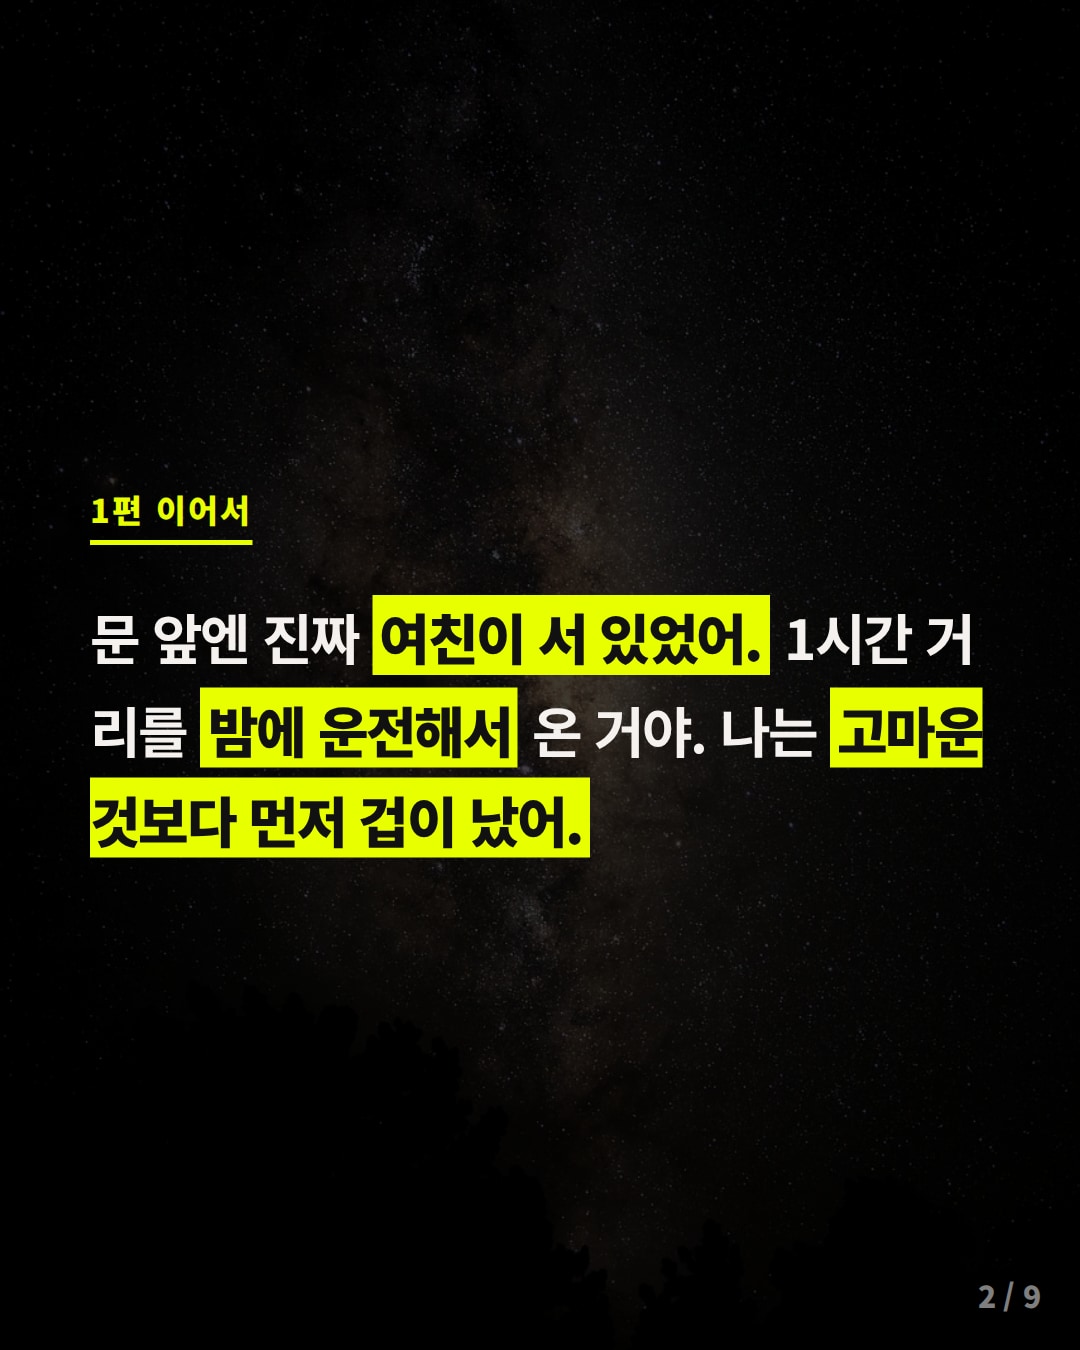 1편 이어서
문 앞엔 진짜 여친이 서 있었어. 1시간 거
리를 밤에 운전해서 온 거야. 나는 고마운
것보다 먼저 겁이 났어.
2 / 9